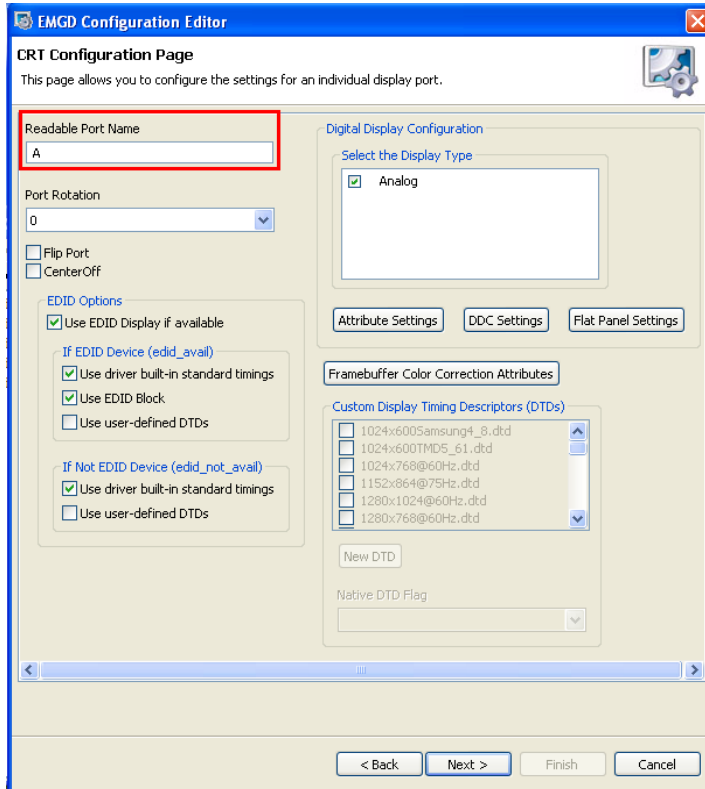 EMGD Configuration Editor
CRT Configuration Page
This page allows you to configure the settings for an individual display port.
Readable Port Name
A
Port Rotation
0
Flip Port
CenterOff
EDID Options
Use EDID Display if available
If EDID Device (edid_avail)
Use driver built-in standard timings
Use EDID Block
Use user-defined DTDs
If Not EDID Device (edid_not_avail)
Use driver built-in standard timings
Use user-defined DTDs
Digital Display Configuration
Select the Display Type
Analog
Attribute Settings
DDC Settings
Flat Panel Settings
Framebuffer Color Correction Attributes
Custom Display Timing Descriptors (DTDs)
1024x600Samsung4_8.dtd
1024x600TMD5_61.dtd
1024x768@60Hz.dtd
1152x864@75Hz.dtd
1280x1024@60Hz.dtd
1280x768@60Hz.dtd
New DTD
Native DTD Flag
< Back
Next >
Finish
Cancel